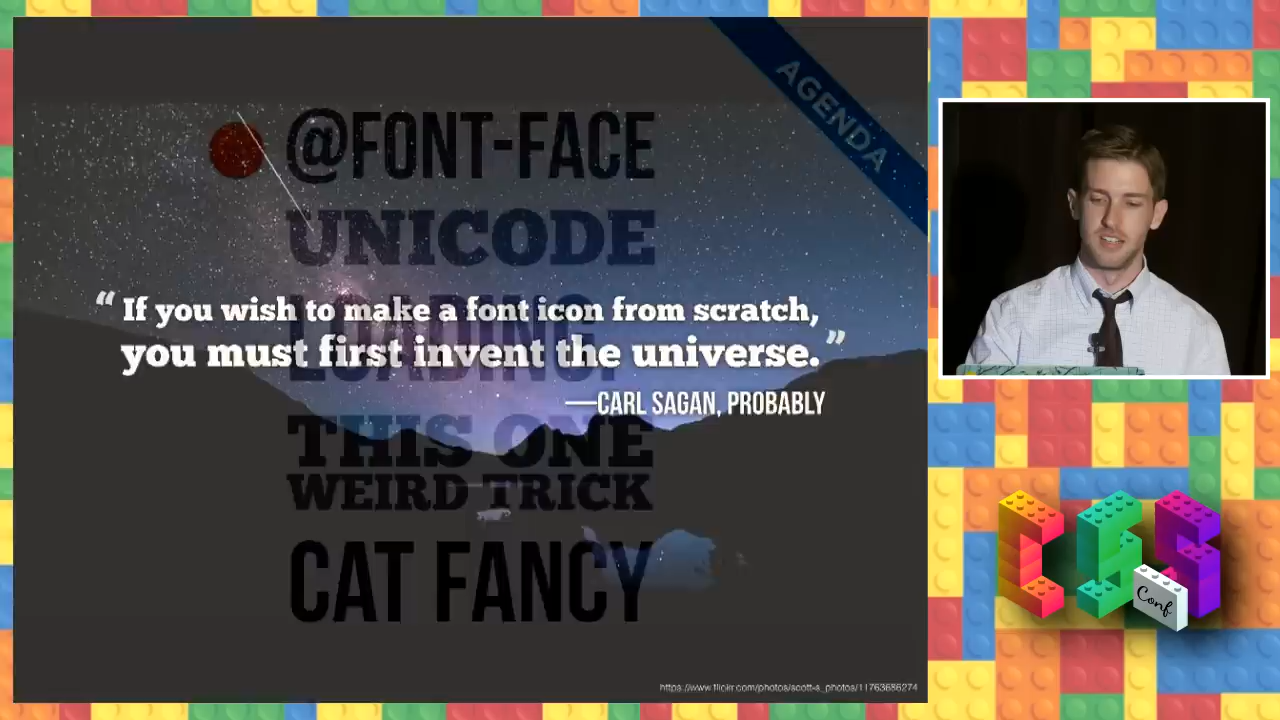 AGENDA
@FONT-FACE
UNICODE
LOADING,
“If you wish to make a font icon from scratch,
you must first invent the universe.”
—CARL SAGAN, PROBABLY
THIS ONE
WEIRD TRICK
CAT FANCY
https://www.flickr.com/photos/scott-s_photos/11763686274
CSS
Conf